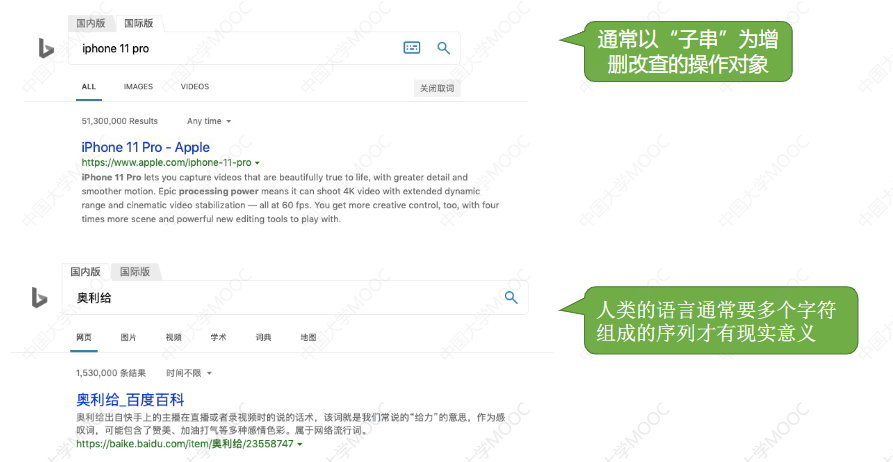 国内版 国际版
iphone 11 pro
ALL IMAGES VIDEOS 关闭取词
51,300,000 Results Any time
iPhone 11 Pro - Apple
https://www.apple.com/iphone-11-pro
iPhone 11 Pro lets you capture videos that are beautifully true to life, with greater detail and
smoother motion. Epic processing power means it can shoot 4K video with extended dynamic
range and cinematic video stabilization — all at 60 fps. You get more creative control, too, with four
times more scene and powerful new editing tools to play with.
通常以“子串”为增
删改查的操作对象
国内版 国际版
奥利给
网页 图片 视频 学术 词典 地图
1,530,000 条结果 时间不限
奥利给_百度百科
奥利给出自快手上的主播在直播或者录视频时的说的话术，该词就是我们常说的“给力”的意思，作为感
叹词，可能包含了赞美、加油打气等多种感情色彩。属于网络流行词。
https://baike.baidu.com/item/奥利给/23558747
人类的语言通常要多个字符
组成的序列才有现实意义
中国大学MOOC